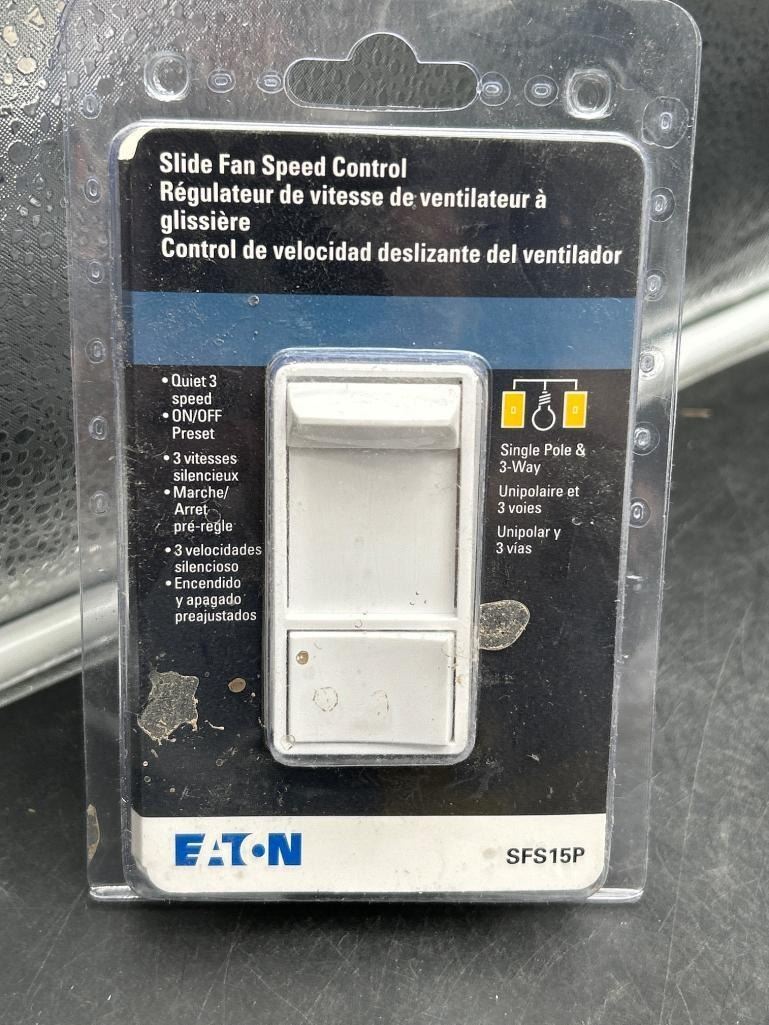 Slide Fan Speed Control
Régulateur de vitesse de ventilateur à
glissière
Control de velocidad deslizante del ventilador
• Quiet 3
speed
• ON/OFF
Preset
• 3 vitesses
silencieux
• Marche/
Arret
pré-regle
• 3 velocidades
silencioso
• Encendido
y apagado
preajustados
Single Pole &
3-Way
Unipolaire et
3 voies
Unipolar y
3 vías
EATON
SFS15P